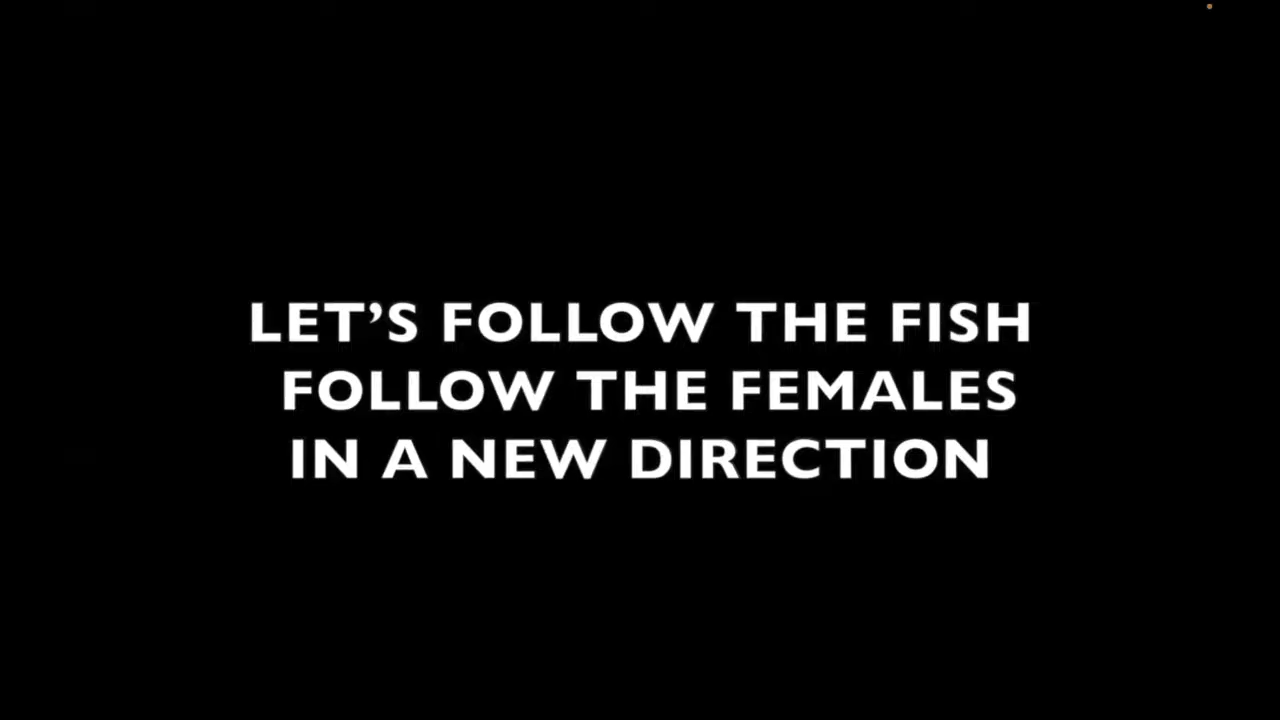 LET’S FOLLOW THE FISH
FOLLOW THE FEMALES
IN A NEW DIRECTION